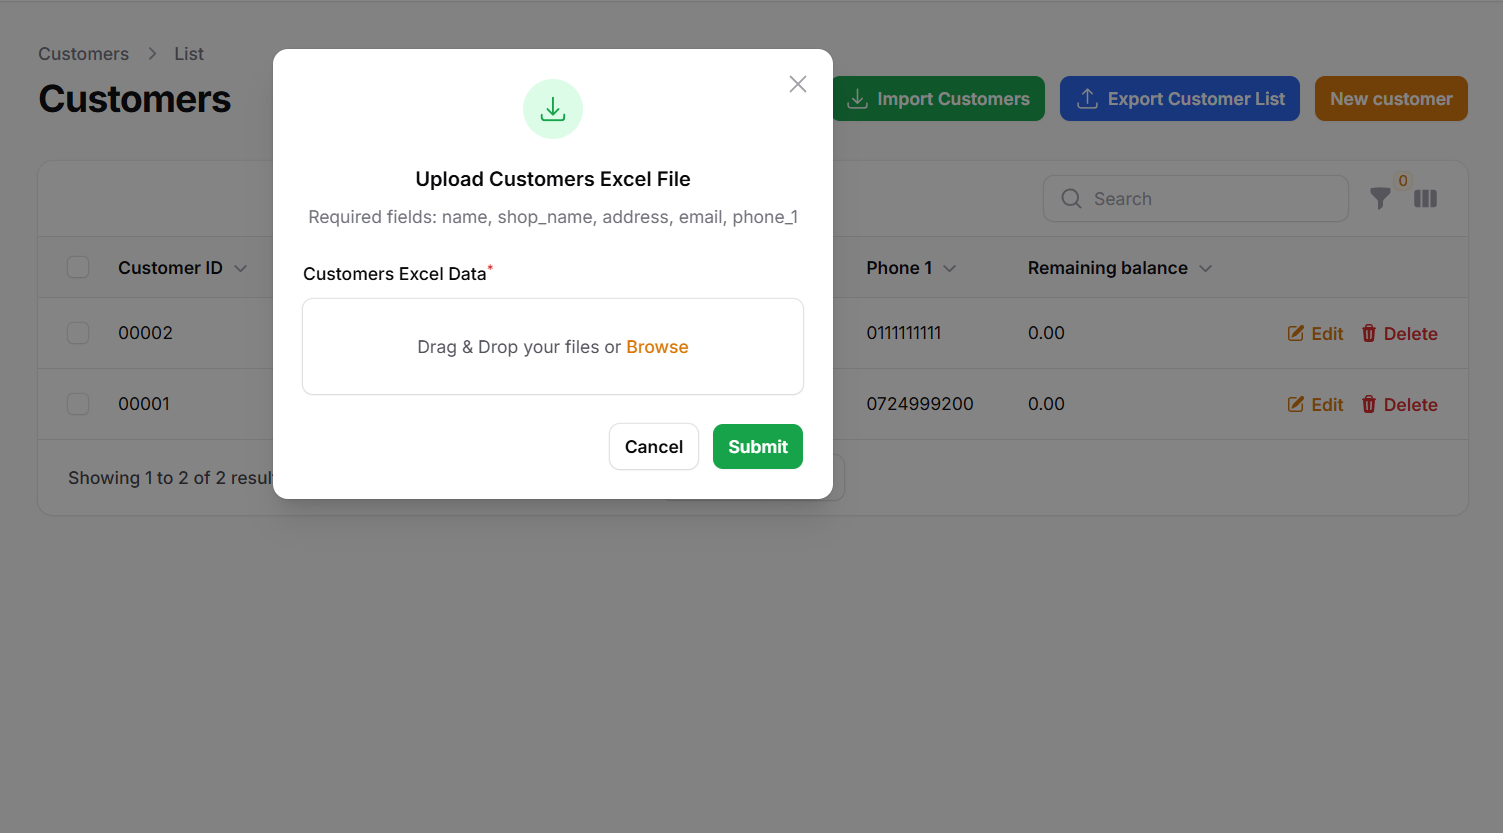 Customers > List
Customers
Import Customers
Export Customer List
New customer
Upload Customers Excel File
Required fields: name, shop_name, address, email, phone_1
Customers Excel Data*
Drag & Drop your files or Browse
Cancel
Submit
Search
0
Customer ID
Phone 1
Remaining balance
00002
0111111111
0.00
Edit
Delete
00001
0724999200
0.00
Edit
Delete
Showing 1 to 2 of 2